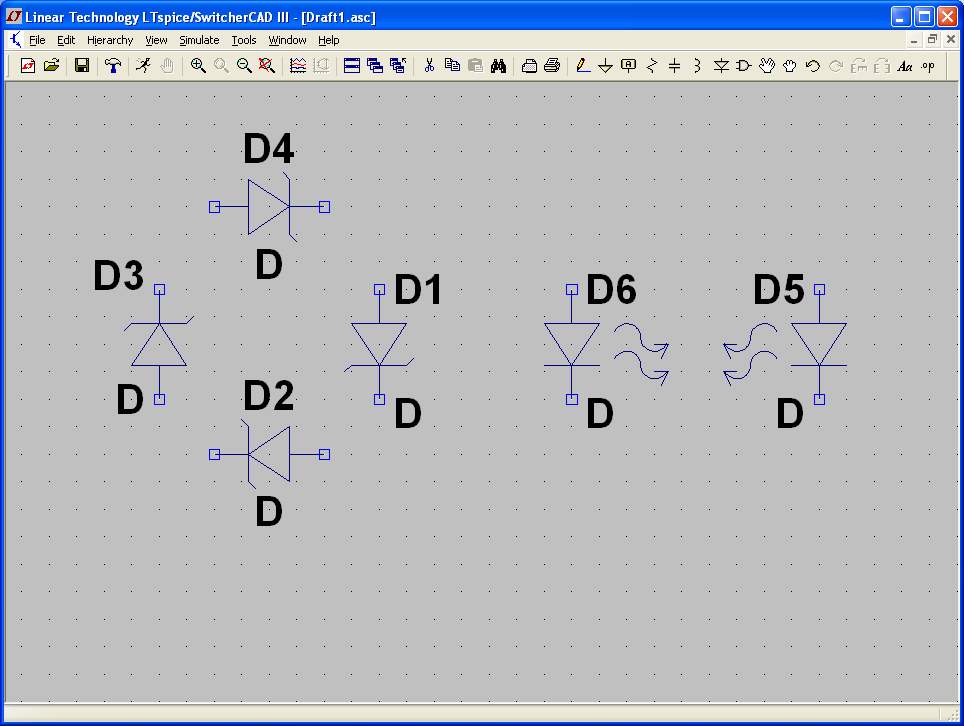 Linear Technology LTspice/SwitcherCAD III - [Draft1.asc]
File Edit Hierarchy View Simulate Tools Window Help
Aa .op
D4
D
D3
D1
D6
D5
D
D2
D
D
D
D